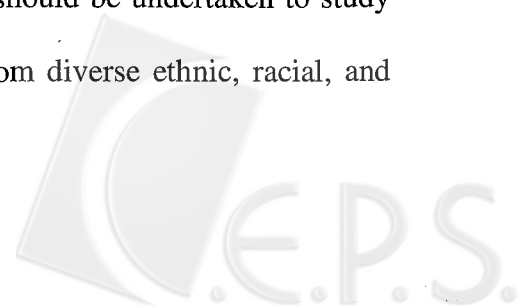 should be undertaken to study
om diverse ethnic, racial, and
C.E.P.S.